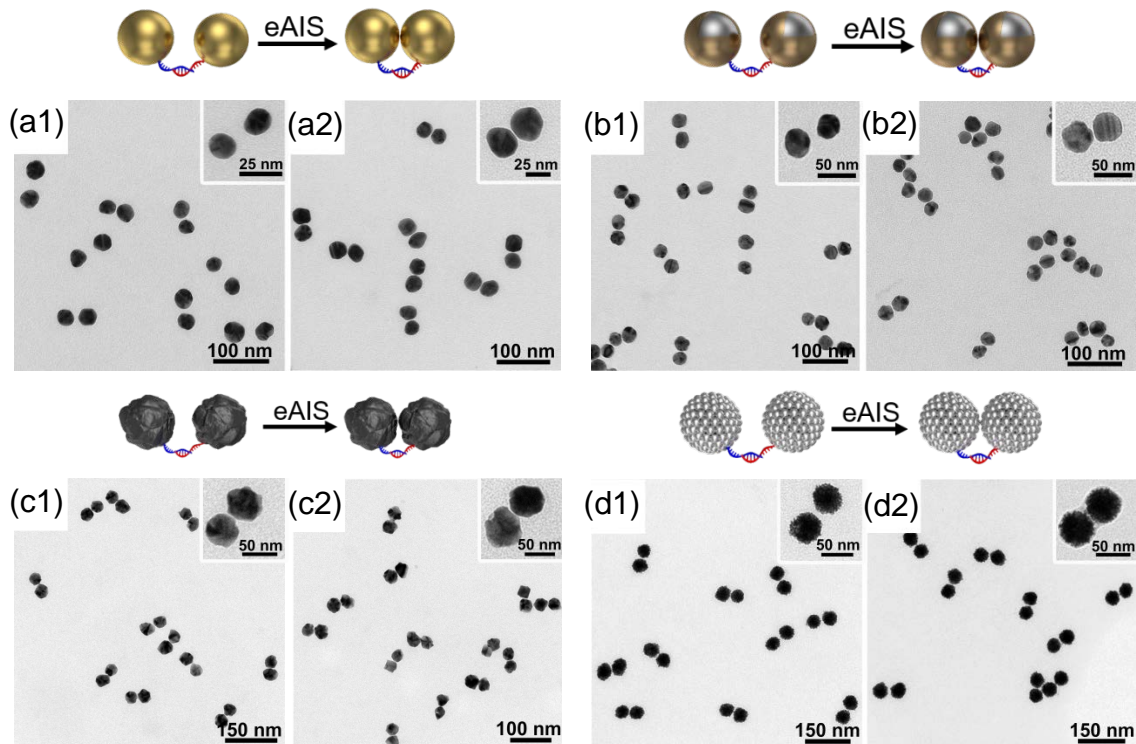 eAIS
eAIS
(a1)
25 nm
100 nm
(a2)
25 nm
100 nm
(b1)
50 nm
100 nm
(b2)
50 nm
100 nm
eAIS
eAIS
(c1)
50 nm
150 nm
(c2)
50 nm
100 nm
(d1)
50 nm
150 nm
(d2)
50 nm
150 nm